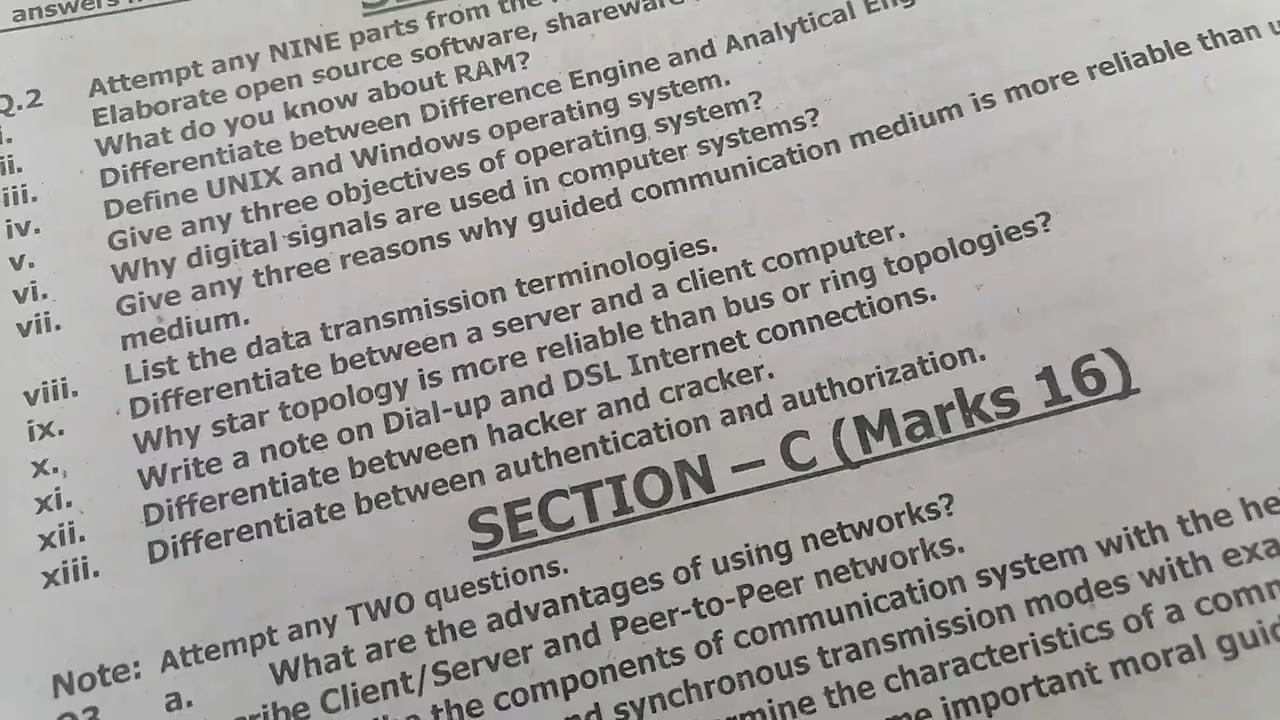 answers
Q.2 Attempt any NINE parts from the
i. Elaborate open source software, shareware
ii. What do you know about RAM?
iii. Differentiate between Difference Engine and Analytical Eng
iv. Define UNIX and Windows operating system.
v. Give any three objectives of operating system?
vi. Why digital signals are used in computer systems?
vii. Give any three reasons why guided communication medium is more reliable than
medium.
viii. List the data transmission terminologies.
ix. Differentiate between a server and a client computer.
x. Why star topology is more reliable than bus or ring topologies?
xi. Write a note on Dial-up and DSL Internet connections.
xii. Differentiate between hacker and cracker.
xiii. Differentiate between authentication and authorization.
SECTION – C (Marks 16)
Note: Attempt any TWO questions.
a. What are the advantages of using networks?
Client/Server and Peer-to-Peer networks.
the components of communication system with the
synchronous transmission modes with exa
the characteristics of a comm
important moral guid